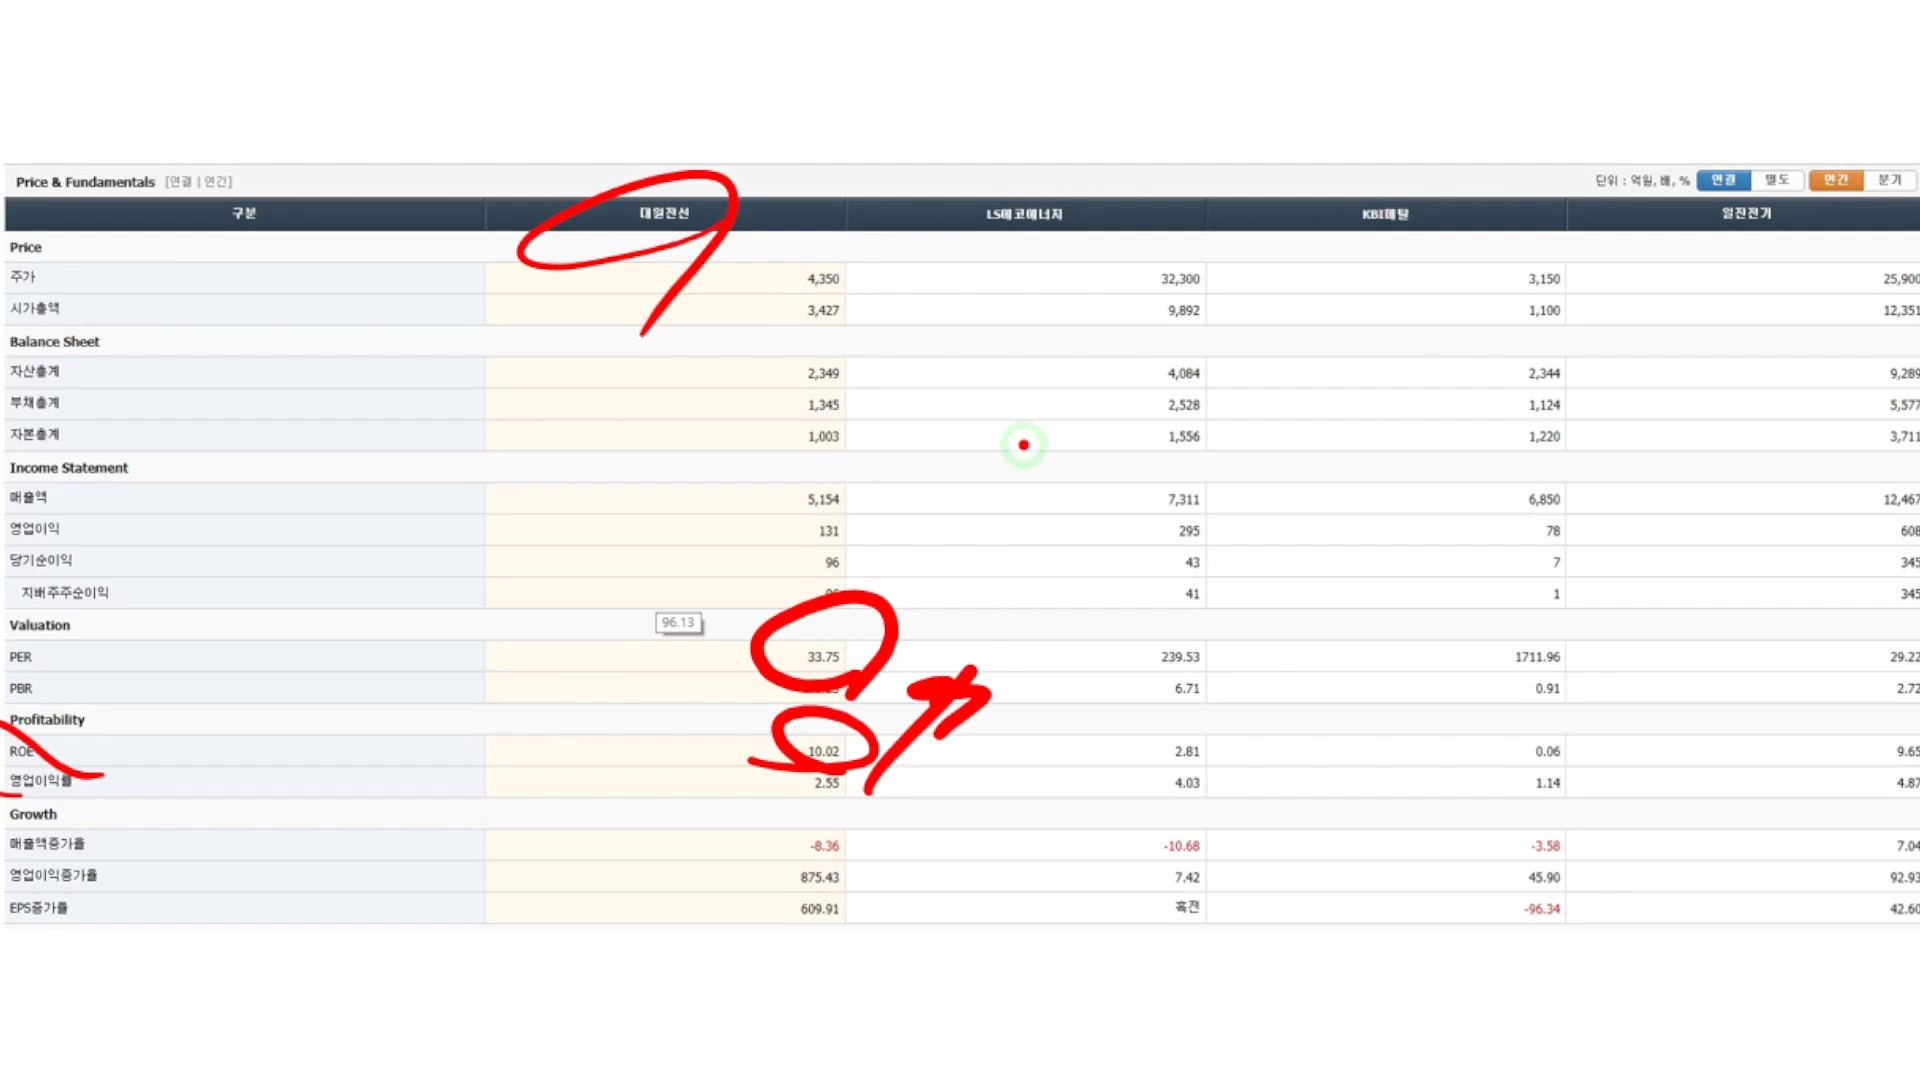 Price & Fundamentals [연결 | 연간] 단위 : 억원, 배, % 연결 별도 연간 분기
구분 대원전선 LS에코에너지 KBI메탈 일진전기
Price
주가 4,350 32,300 3,150 25,900
시가총액 3,427 9,892 1,100 12,351
Balance Sheet
자산총계 2,349 4,084 2,344 9,289
부채총계 1,345 2,528 1,124 5,577
자본총계 1,003 1,556 1,220 3,711
Income Statement
매출액 5,154 7,311 6,850 12,467
영업이익 131 295 78 608
당기순이익 96 43 7 345
지배주주순이익 41 1 345
Valuation 96.13
PER 33.75 239.53 1711.96 29.22
PBR 6.71 0.91 2.72
Profitability
ROE 10.02 2.81 0.06 9.65
영업이익률 2.55 4.03 1.14 4.87
Growth
매출액증가율 -8.36 -10.68 -3.58 7.04
영업이익증가율 875.43 7.42 45.90 92.93
EPS증가율 609.91 흑전 -96.34 42.60